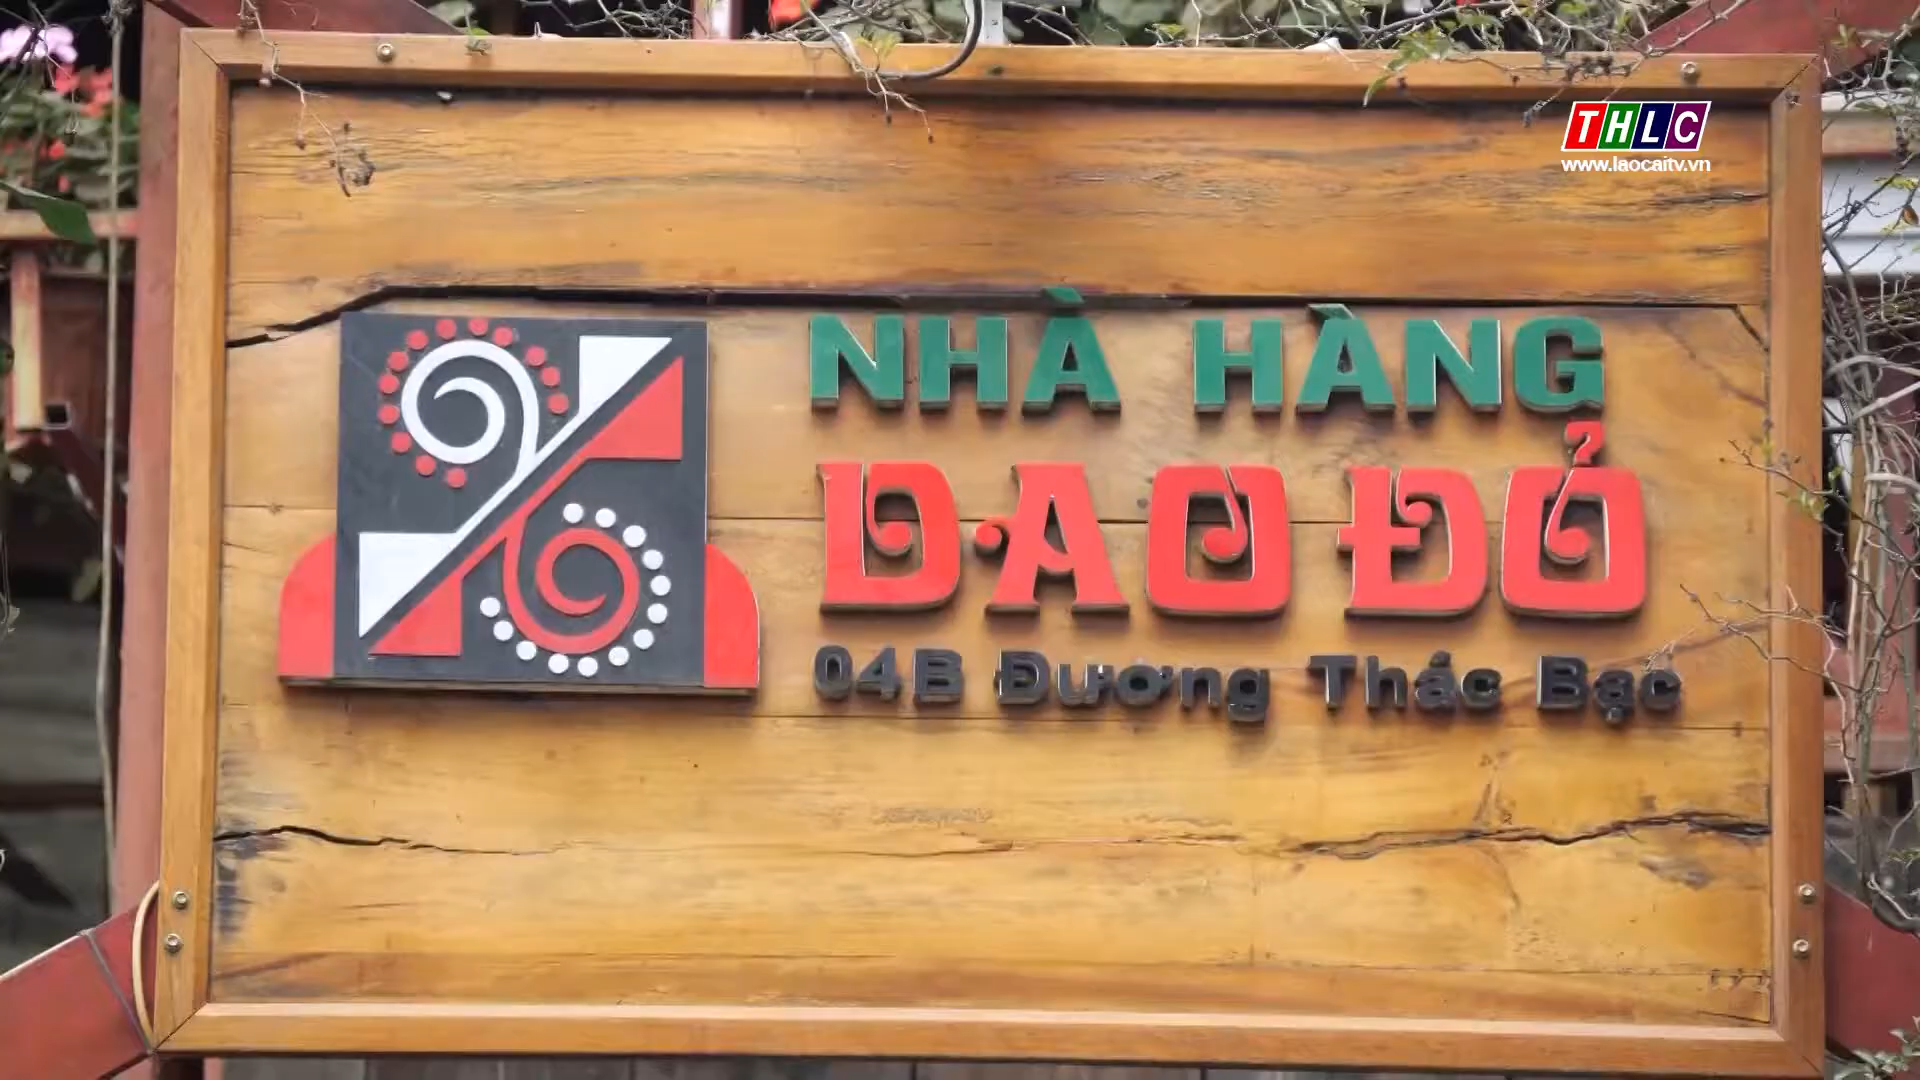 THLC
www.laocaitv.vn
NHÀ HÀNG
DAO ĐỎ
04B Đường Thác Bạc